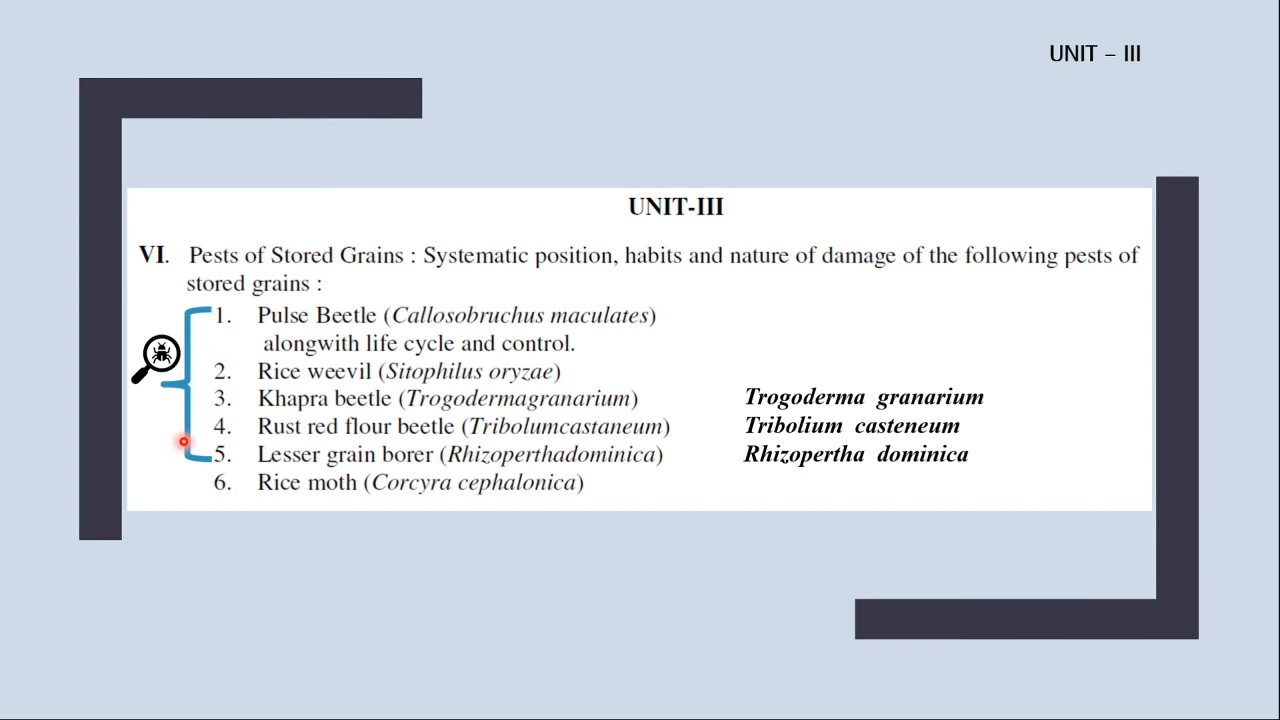 UNIT – III
UNIT-III
VI. Pests of Stored Grains : Systematic position, habits and nature of damage of the following pests of
stored grains :
1. Pulse Beetle (Callosobruchus maculates)
alongwith life cycle and control.
2. Rice weevil (Sitophilus oryzae)
3. Khapra beetle (Trogodermagranarium) Trogoderma granarium
4. Rust red flour beetle (Tribolumcastaneum) Tribolium casteneum
5. Lesser grain borer (Rhizoperthadominica) Rhizopertha dominica
6. Rice moth (Corcyra cephalonica)